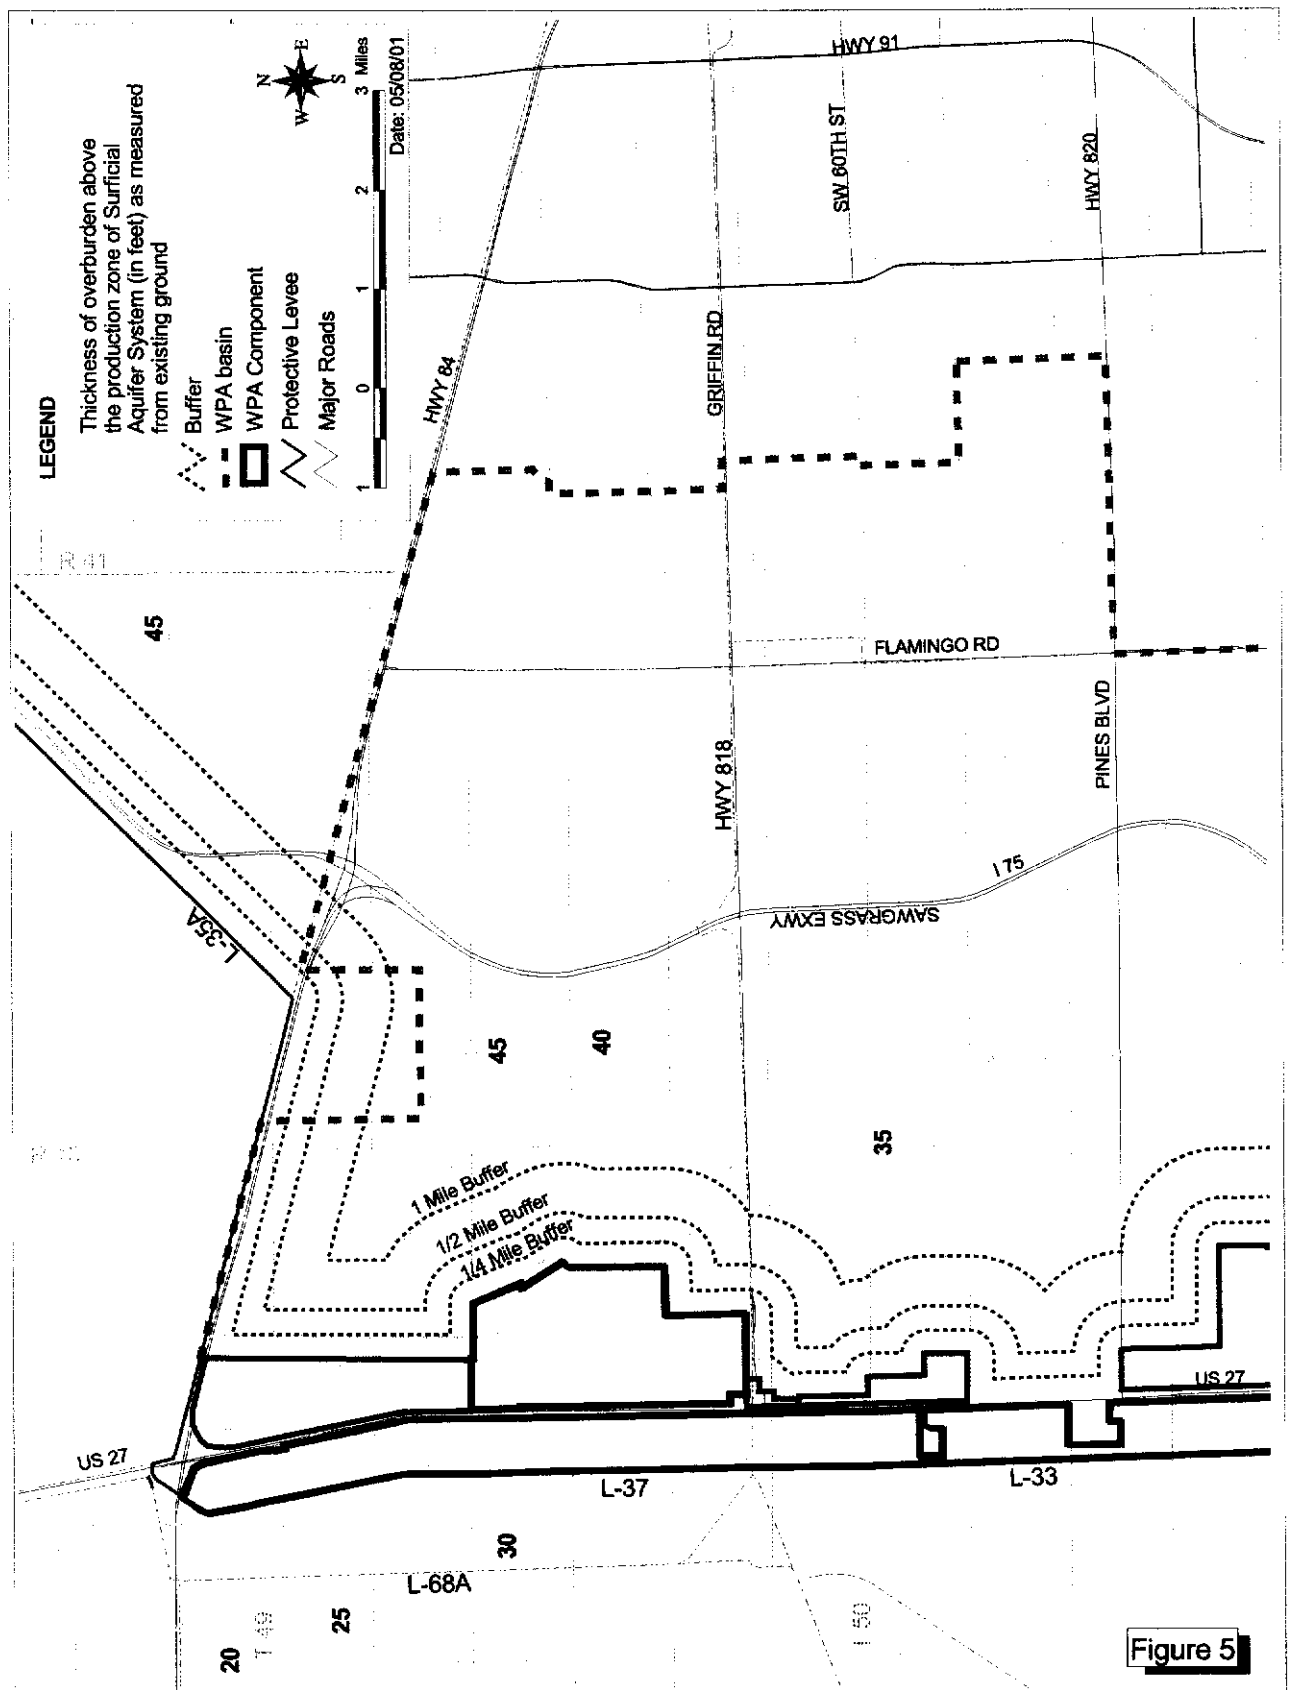 LEGEND
Thickness of overburden above
the production zone of Surficial
Aquifer System (in feet) as measured
from existing ground
Buffer
WPA basin
WPA Component
Protective Levee
Major Roads
N
E
S
W
1 0 1 2 3 Miles
Date: 05/08/01
HWY 91
SW 60TH ST
HWY 820
HWY 84
GRIFFIN RD
R 41
45
FLAMINGO RD
HWY 818
PINES BLVD
I 75
SAWGRASS EXWY
L-35A
45
40
35
1 Mile Buffer
1/2 Mile Buffer
1/4 Mile Buffer
US 27
US 27
L-37
L-33
30
L-68A
T 49
25
20
Figure 5